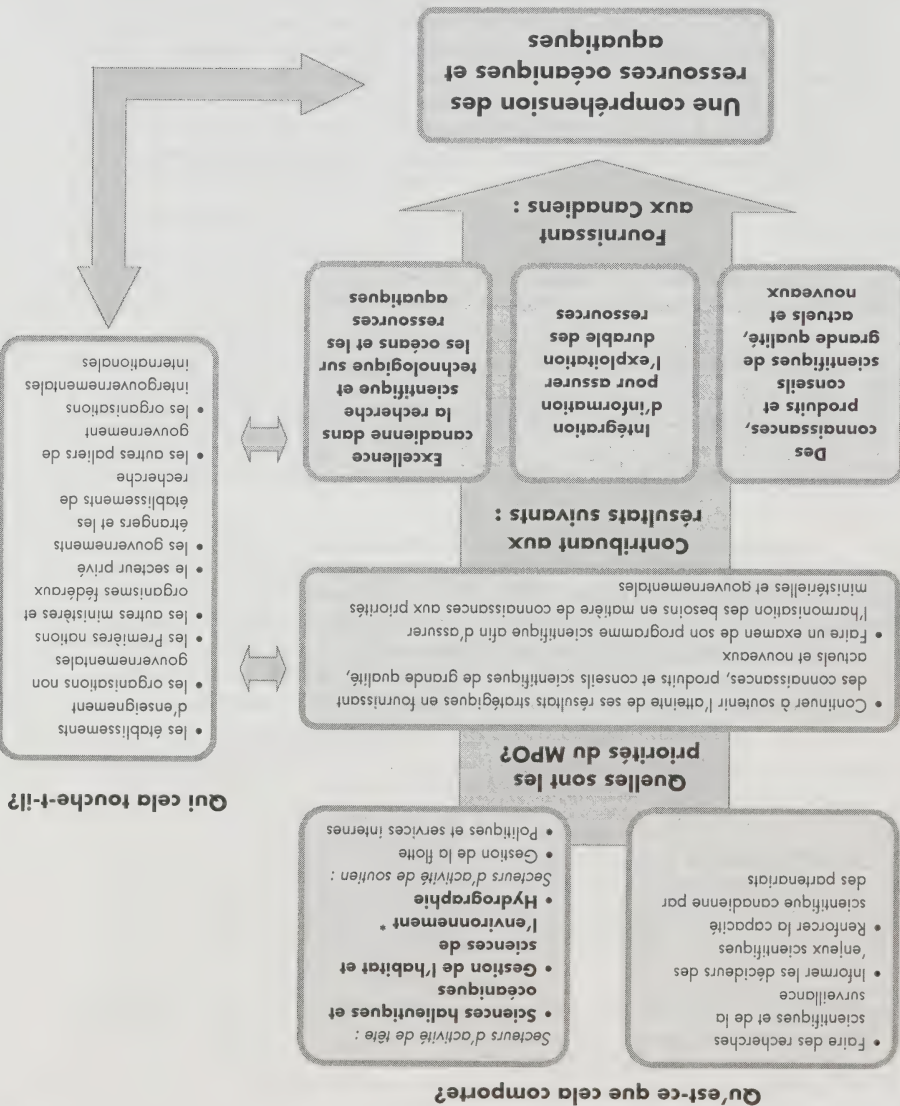 Qu'est-ce que cela comporte?
• Faire des recherches
scientifiques et de la
surveillance
• Informer les décideurs des
'enjeux scientifiques
• Renforcer la capacité
scientifique canadienne par
des partenariats
Secteurs d'activité de tête :
• Sciences halieutiques et
océaniques
• Gestion de l'habitat et
sciences de
l'environnement *
• Hydrographie
Secteurs d'activité de soutien :
• Gestion de la flotte
• Politiques et services internes
Quelles sont les
priorités du MPO?
• Continuer à soutenir l'atteinte de ses résultats stratégiques en fournissant
des connaissances, produits et conseils scientifiques de grande qualité,
actuels et nouveaux
• Faire un examen de son programme scientifique afin d'assurer
l'harmonisation des besoins en matière de connaissances aux priorités
ministérielles et gouvernementales
Contribuant aux
résultats suivants :
Des
connaissances,
produits et
conseils
scientifiques de
grande qualité,
actuels et
nouveaux
Intégration
d'information
pour assurer
l'exploitation
durable des
ressources
Excellence
canadienne dans
la recherche
scientifique et
technologique sur
les océans et les
ressources
aquatiques
Fournissant
aux Canadiens :
Une compréhension des
ressources océaniques et
aquatiques
Qui cela touche-t-il?
• les établissements
d'enseignement
• les organisations non
gouvernementales
• les Premières nations
• les autres ministères et
organismes fédéraux
• le secteur privé
• les gouvernements
étrangers et les
établissements de
recherche
• les autres paliers de
gouvernement
• les organisations
intergouvernementales
internationales